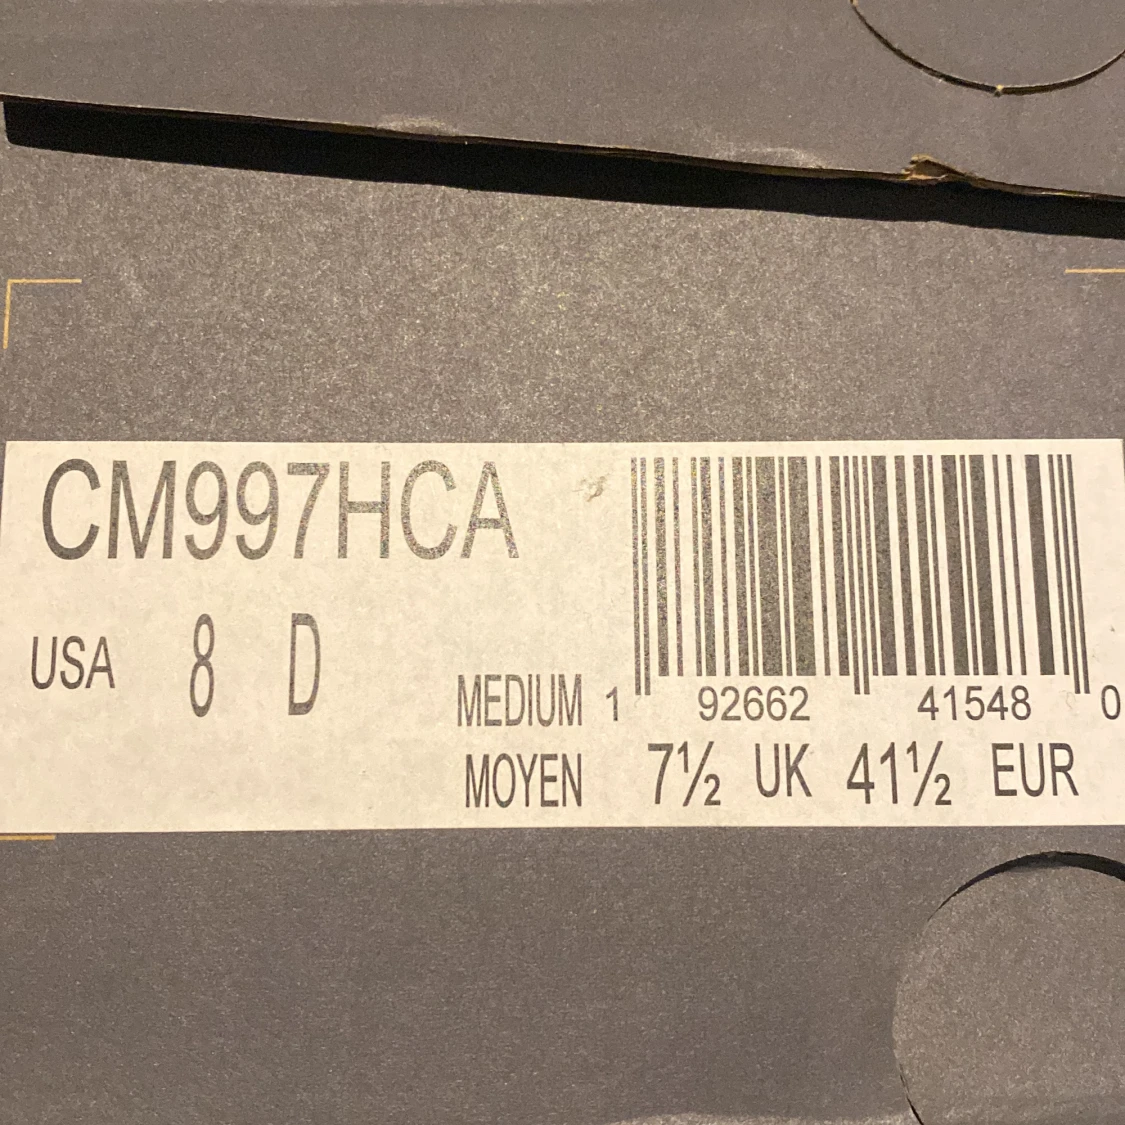 CM997HCA
USA 8 D
MEDIUM 1 92662 41548 0
MOYEN 7½ UK 41½ EUR